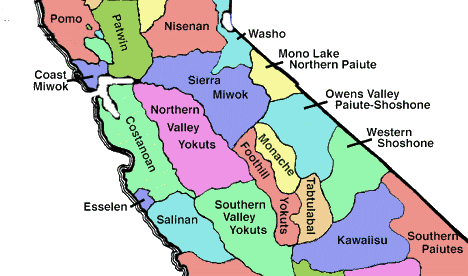 Pomo
Patwin
Nisenan
Washo
Mono Lake
Northern Paiute
Coast
Miwok
Sierra
Miwok
Owens Valley
Paiute-Shoshone
Northern
Valley
Yokuts
Costanoan
Western
Shoshone
Monache
Foothill
Yokuts
Tabtulabal
Esselen
Salinan
Southern
Valley
Yokuts
Kawaiisu
Southern
Paiutes